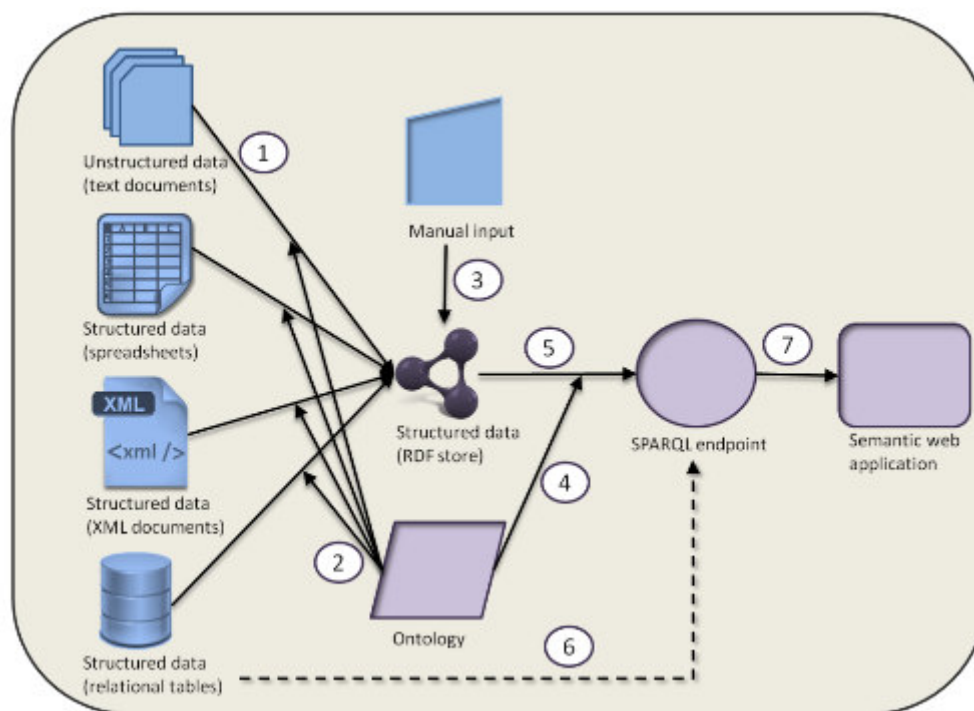 1
Unstructured data
(text documents)
Manual input
3
A B C
Structured data
(spreadsheets)
5
7
XML
<xml />
Structured data
(RDF store)
SPARQL endpoint
Semantic web
application
Structured data
(XML documents)
4
2
Ontology
6
Structured data
(relational tables)